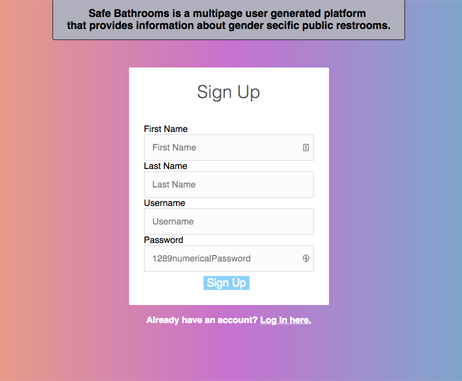 Safe Bathrooms is a multipage user generated platform
that provides information about gender secific public restrooms.
Sign Up
First Name
First Name
Last Name
Last Name
Username
Username
Password
1289numericalPassword
Sign Up
Already have an account? Log In here.